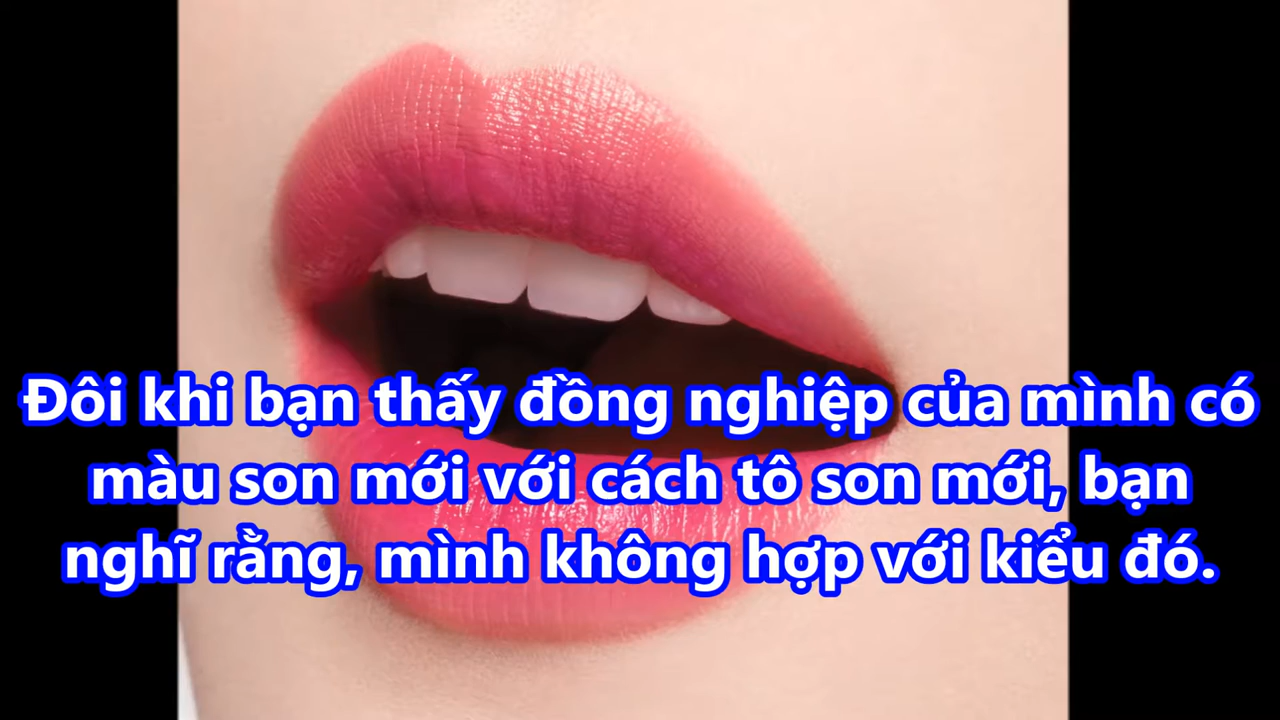 Đôi khi bạn thấy đồng nghiệp của mình có
màu son mới với cách tô son mới, bạn
nghĩ rằng, mình không hợp với kiểu đó.